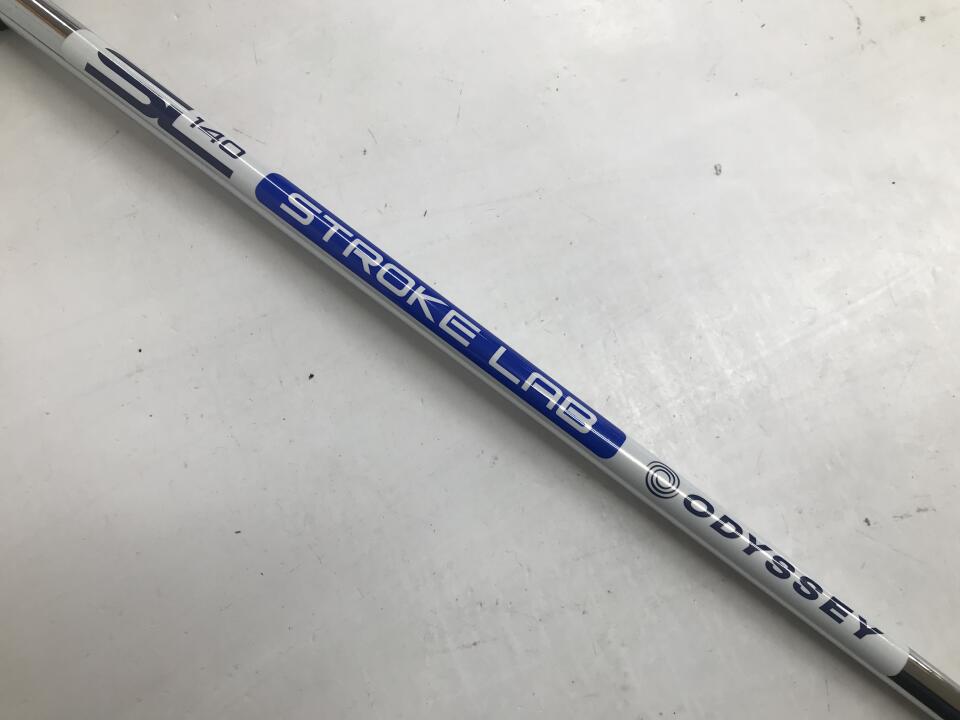 SL 140
STROKE LAB
ODYSSEY